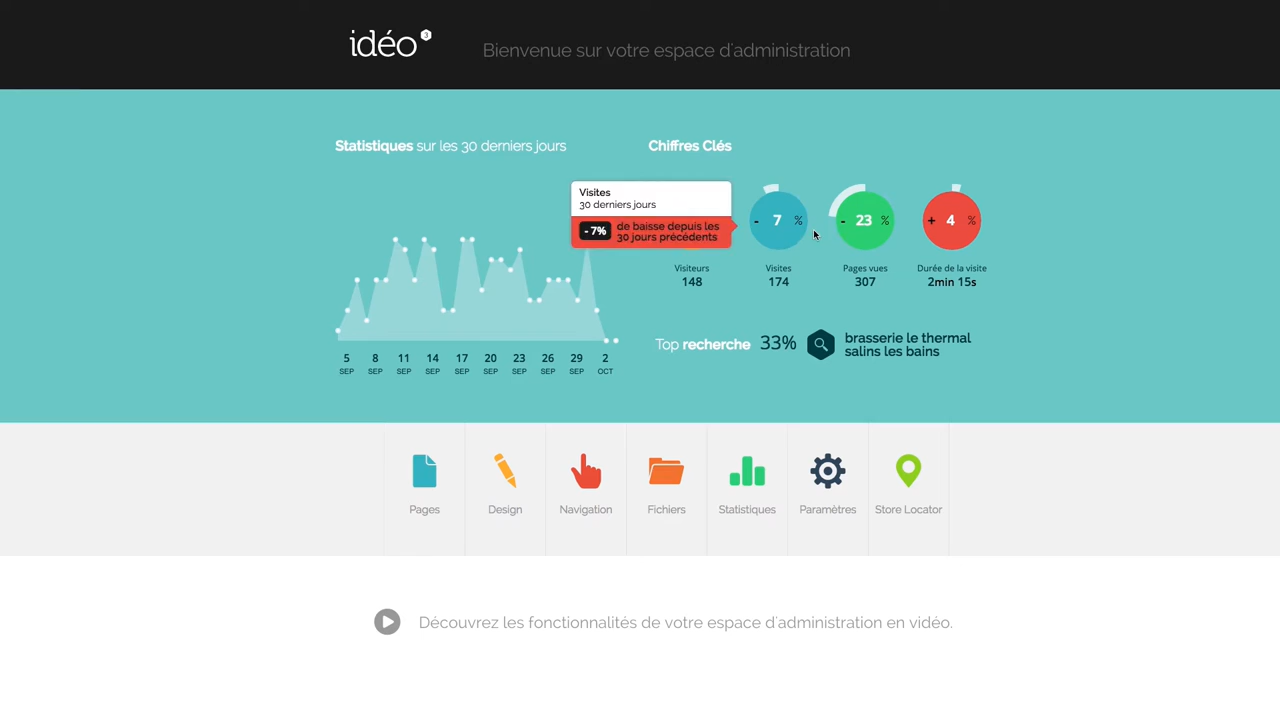 idéo 3
Bienvenue sur votre espace d'administration
Statistiques sur les 30 derniers jours
5 8 11 14 17 20 23 26 29 2
SEP SEP SEP SEP SEP SEP SEP SEP SEP OCT
Chiffres Clés
Visites
30 derniers jours
- 7% de baisse depuis les
30 jours précédents
- 7 % - 23 % + 4 %
Visiteurs Visites Pages vues Durée de la visite
148 174 307 2min 15s
Top recherche 33% brasserie le thermal
salins les bains
Pages Design Navigation Fichiers Statistiques Paramètres Store Locator
Découvrez les fonctionnalités de votre espace d'administration en vidéo.